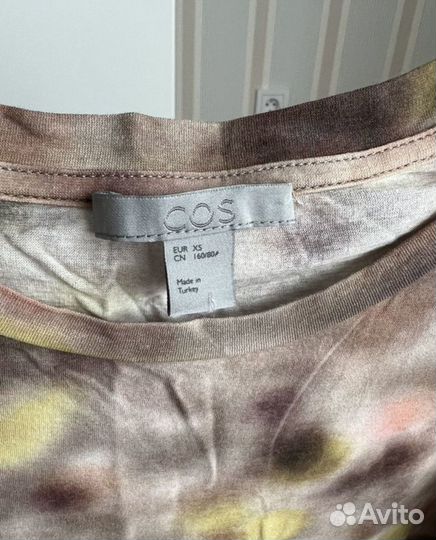 COS
EUR XS
CN 160/80A
Made in
Turkey
Avito